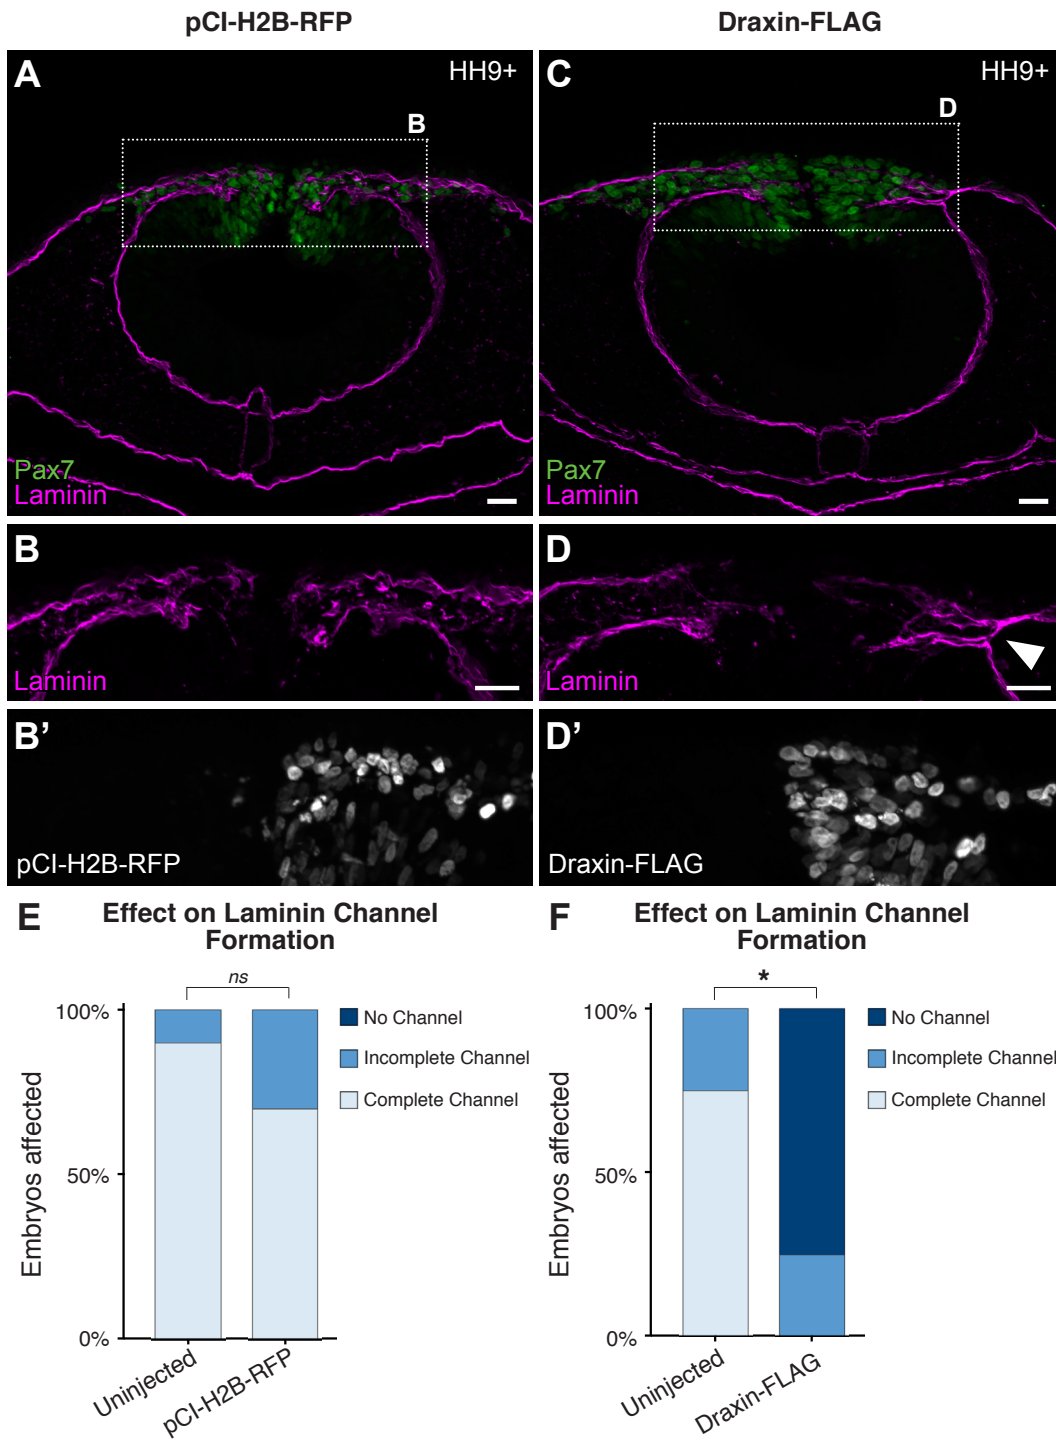 pCI-H2B-RFP
Draxin-FLAG
A
HH9+
B
Pax7
Laminin
C
HH9+
D
Pax7
Laminin
B
Laminin
D
Laminin
B'
pCI-H2B-RFP
D'
Draxin-FLAG
E
Effect on Laminin Channel
Formation
ns
100%
50%
0%
Embryos affected
No Channel
Incomplete Channel
Complete Channel
Uninjected
pCI-H2B-RFP
F
Effect on Laminin Channel
Formation
*
100%
50%
0%
Embryos affected
No Channel
Incomplete Channel
Complete Channel
Uninjected
Draxin-FLAG